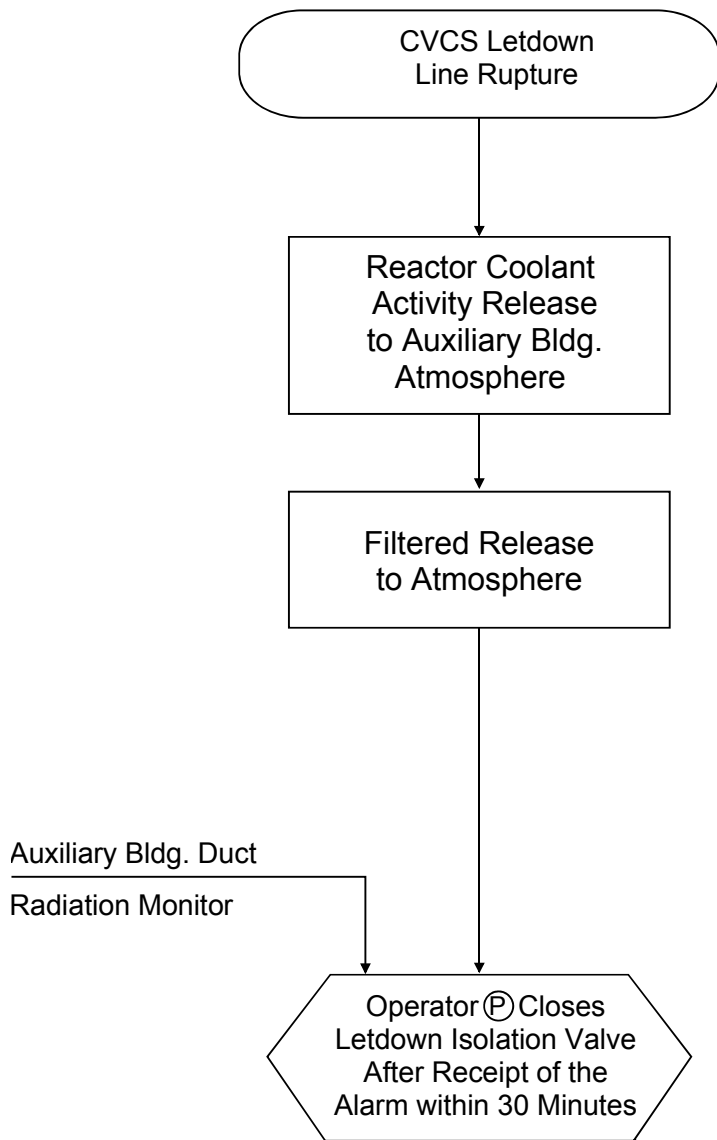 CVCS Letdown
Line Rupture
Reactor Coolant
Activity Release
to Auxiliary Bldg.
Atmosphere
Filtered Release
to Atmosphere
Auxiliary Bldg. Duct
Radiation Monitor
Operator Ⓟ Closes
Letdown Isolation Valve
After Receipt of the
Alarm within 30 Minutes